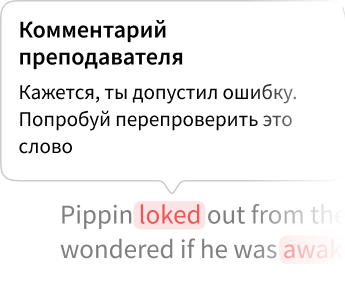 Комментарий
преподавателя
Кажется, ты допустил ошибку.
Попробуй перепроверить это
слово
Pippin loked out from the
wondered if he was awak